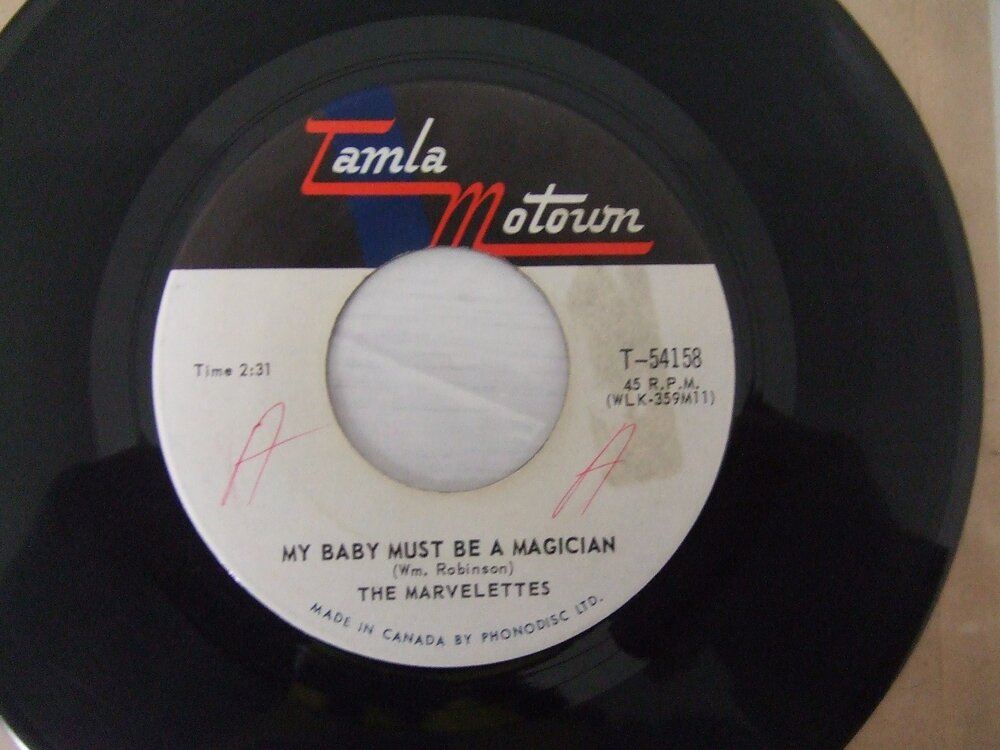 Tamla
Motown
Time 2:31
T-54158
45 R.P.M.
(WLK-359M11)
A
A
MY BABY MUST BE A MAGICIAN
(Wm. Robinson)
THE MARVELETTES
MADE IN CANADA BY PHONODISC LTD.